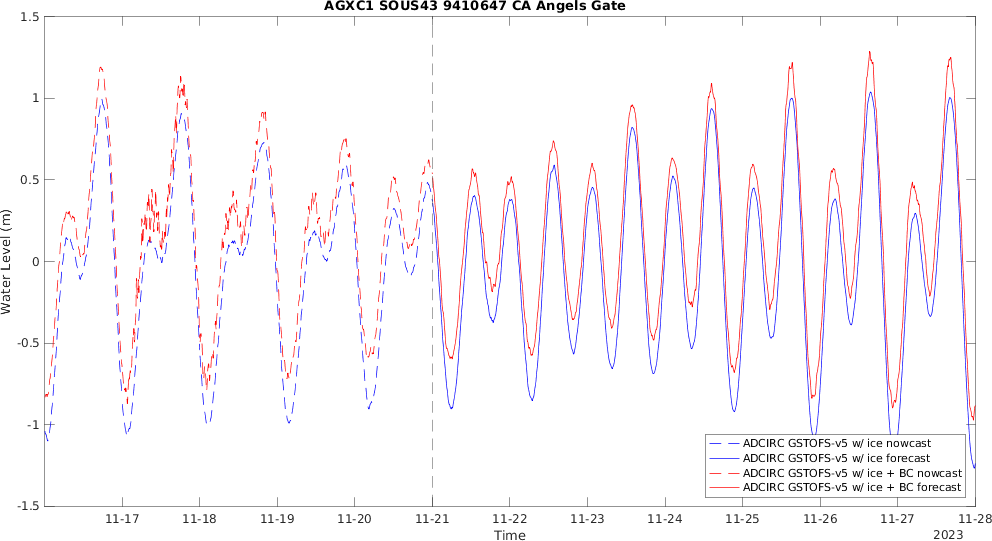 AGXC1 SOUS43 9410647 CA Angels Gate
1.5
1
0.5
0
-0.5
-1
-1.5
Water Level (m)
11-17 11-18 11-19 11-20 11-21 11-22 11-23 11-24 11-25 11-26 11-27 11-28
Time
2023
ADCIRC GSTOFS-v5 w/ ice nowcast
ADCIRC GSTOFS-v5 w/ ice forecast
ADCIRC GSTOFS-v5 w/ ice + BC nowcast
ADCIRC GSTOFS-v5 w/ ice + BC forecast